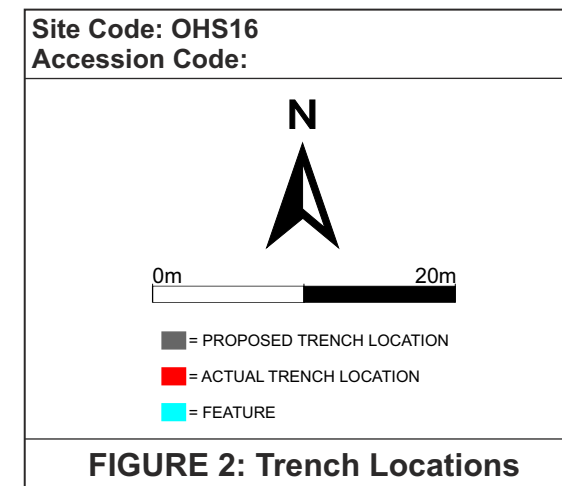 Site Code: OHS16
Accession Code:
N
0m 20m
= PROPOSED TRENCH LOCATION
= ACTUAL TRENCH LOCATION
= FEATURE
FIGURE 2: Trench Locations